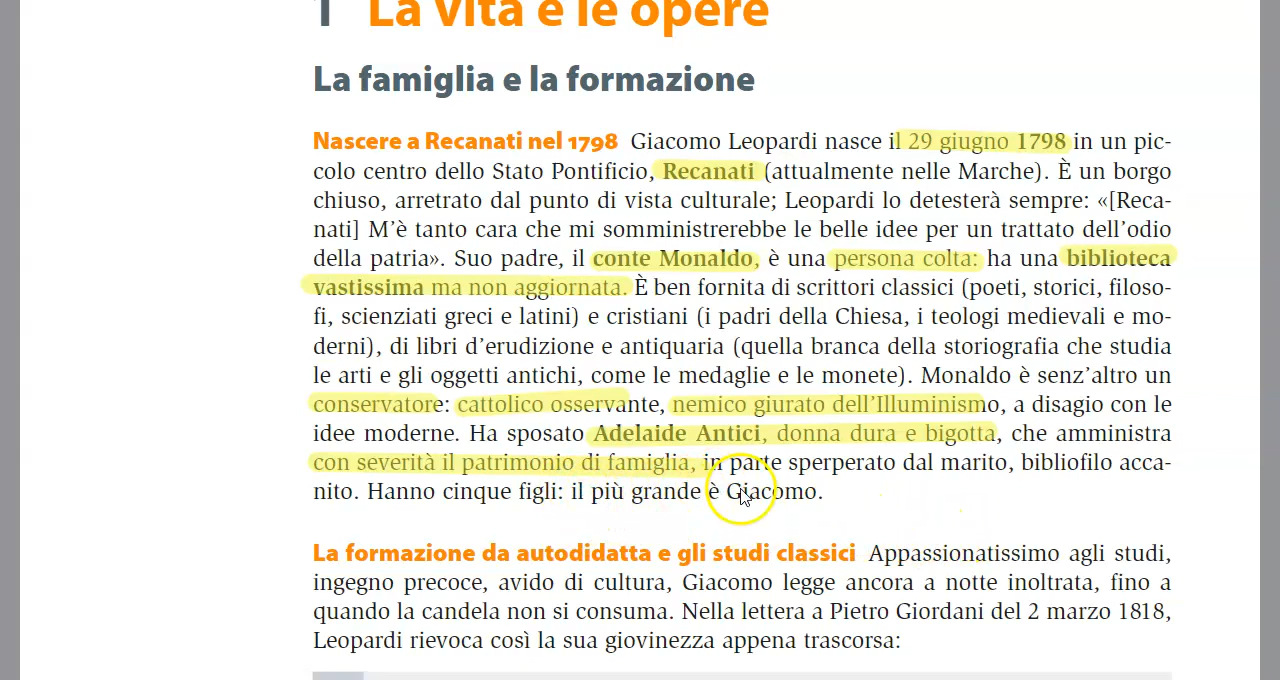 1 La vita e le opere
La famiglia e la formazione
Nascere a Recanati nel 1798 Giacomo Leopardi nasce il 29 giugno 1798 in un pic-
colo centro dello Stato Pontificio, Recanati (attualmente nelle Marche). È un borgo
chiuso, arretrato dal punto di vista culturale; Leopardi lo detesterà sempre: «[Reca-
nati] M’è tanto cara che mi somministrerebbe le belle idee per un trattato dell’odio
della patria». Suo padre, il conte Monaldo, è una persona colta: ha una biblioteca
vastissima ma non aggiornata. È ben fornita di scrittori classici (poeti, storici, filoso-
fi, scienziati greci e latini) e cristiani (i padri della Chiesa, i teologi medievali e mo-
derni), di libri d’erudizione e antiquaria (quella branca della storiografia che studia
le arti e gli oggetti antichi, come le medaglie e le monete). Monaldo è senz’altro un
conservatore: cattolico osservante, nemico giurato dell’Illuminismo, a disagio con le
idee moderne. Ha sposato Adelaide Antici, donna dura e bigotta, che amministra
con severità il patrimonio di famiglia, in parte sperperato dal marito, bibliofilo acca-
nito. Hanno cinque figli: il più grande è Giacomo.
La formazione da autodidatta e gli studi classici Appassionatissimo agli studi,
ingegno precoce, avido di cultura, Giacomo legge ancora a notte inoltrata, fino a
quando la candela non si consuma. Nella lettera a Pietro Giordani del 2 marzo 1818,
Leopardi rievoca così la sua giovinezza appena trascorsa: